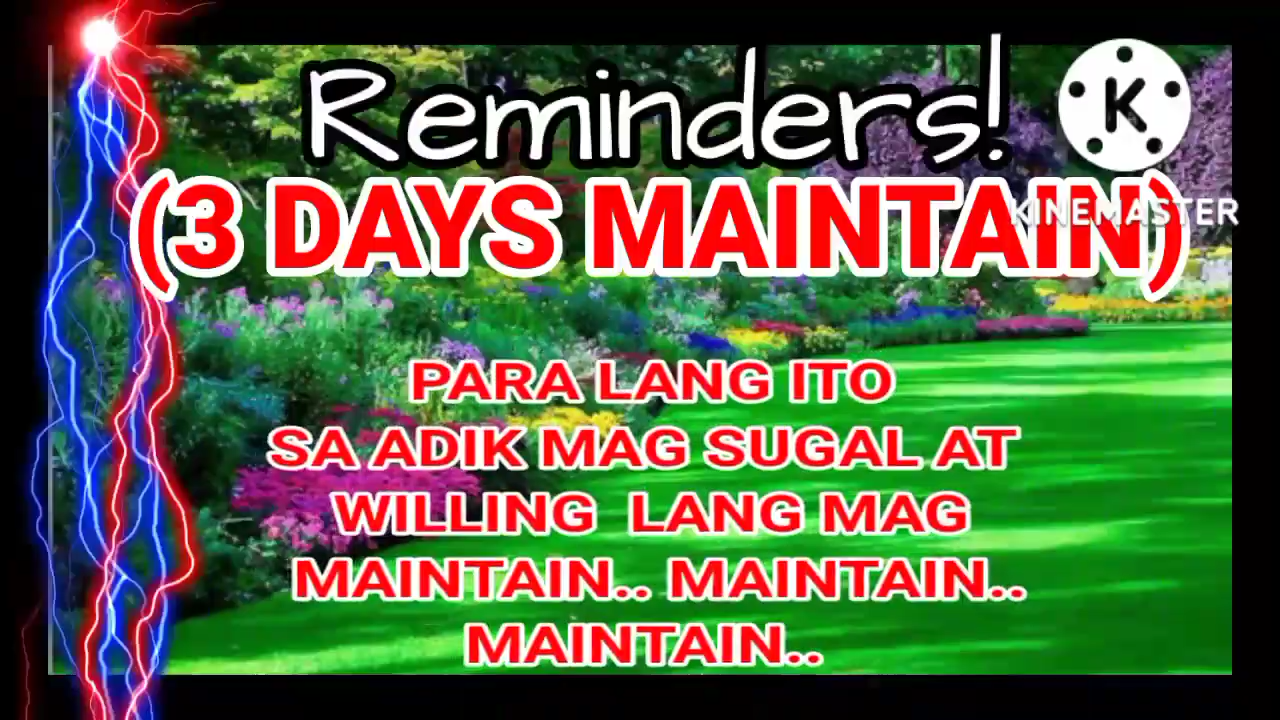 Reminders!
K
KINEMASTER
(3 DAYS MAINTAIN)
PARA LANG ITO
SA ADIK MAG SUGAL AT
WILLING LANG MAG
MAINTAIN.. MAINTAIN..
MAINTAIN..